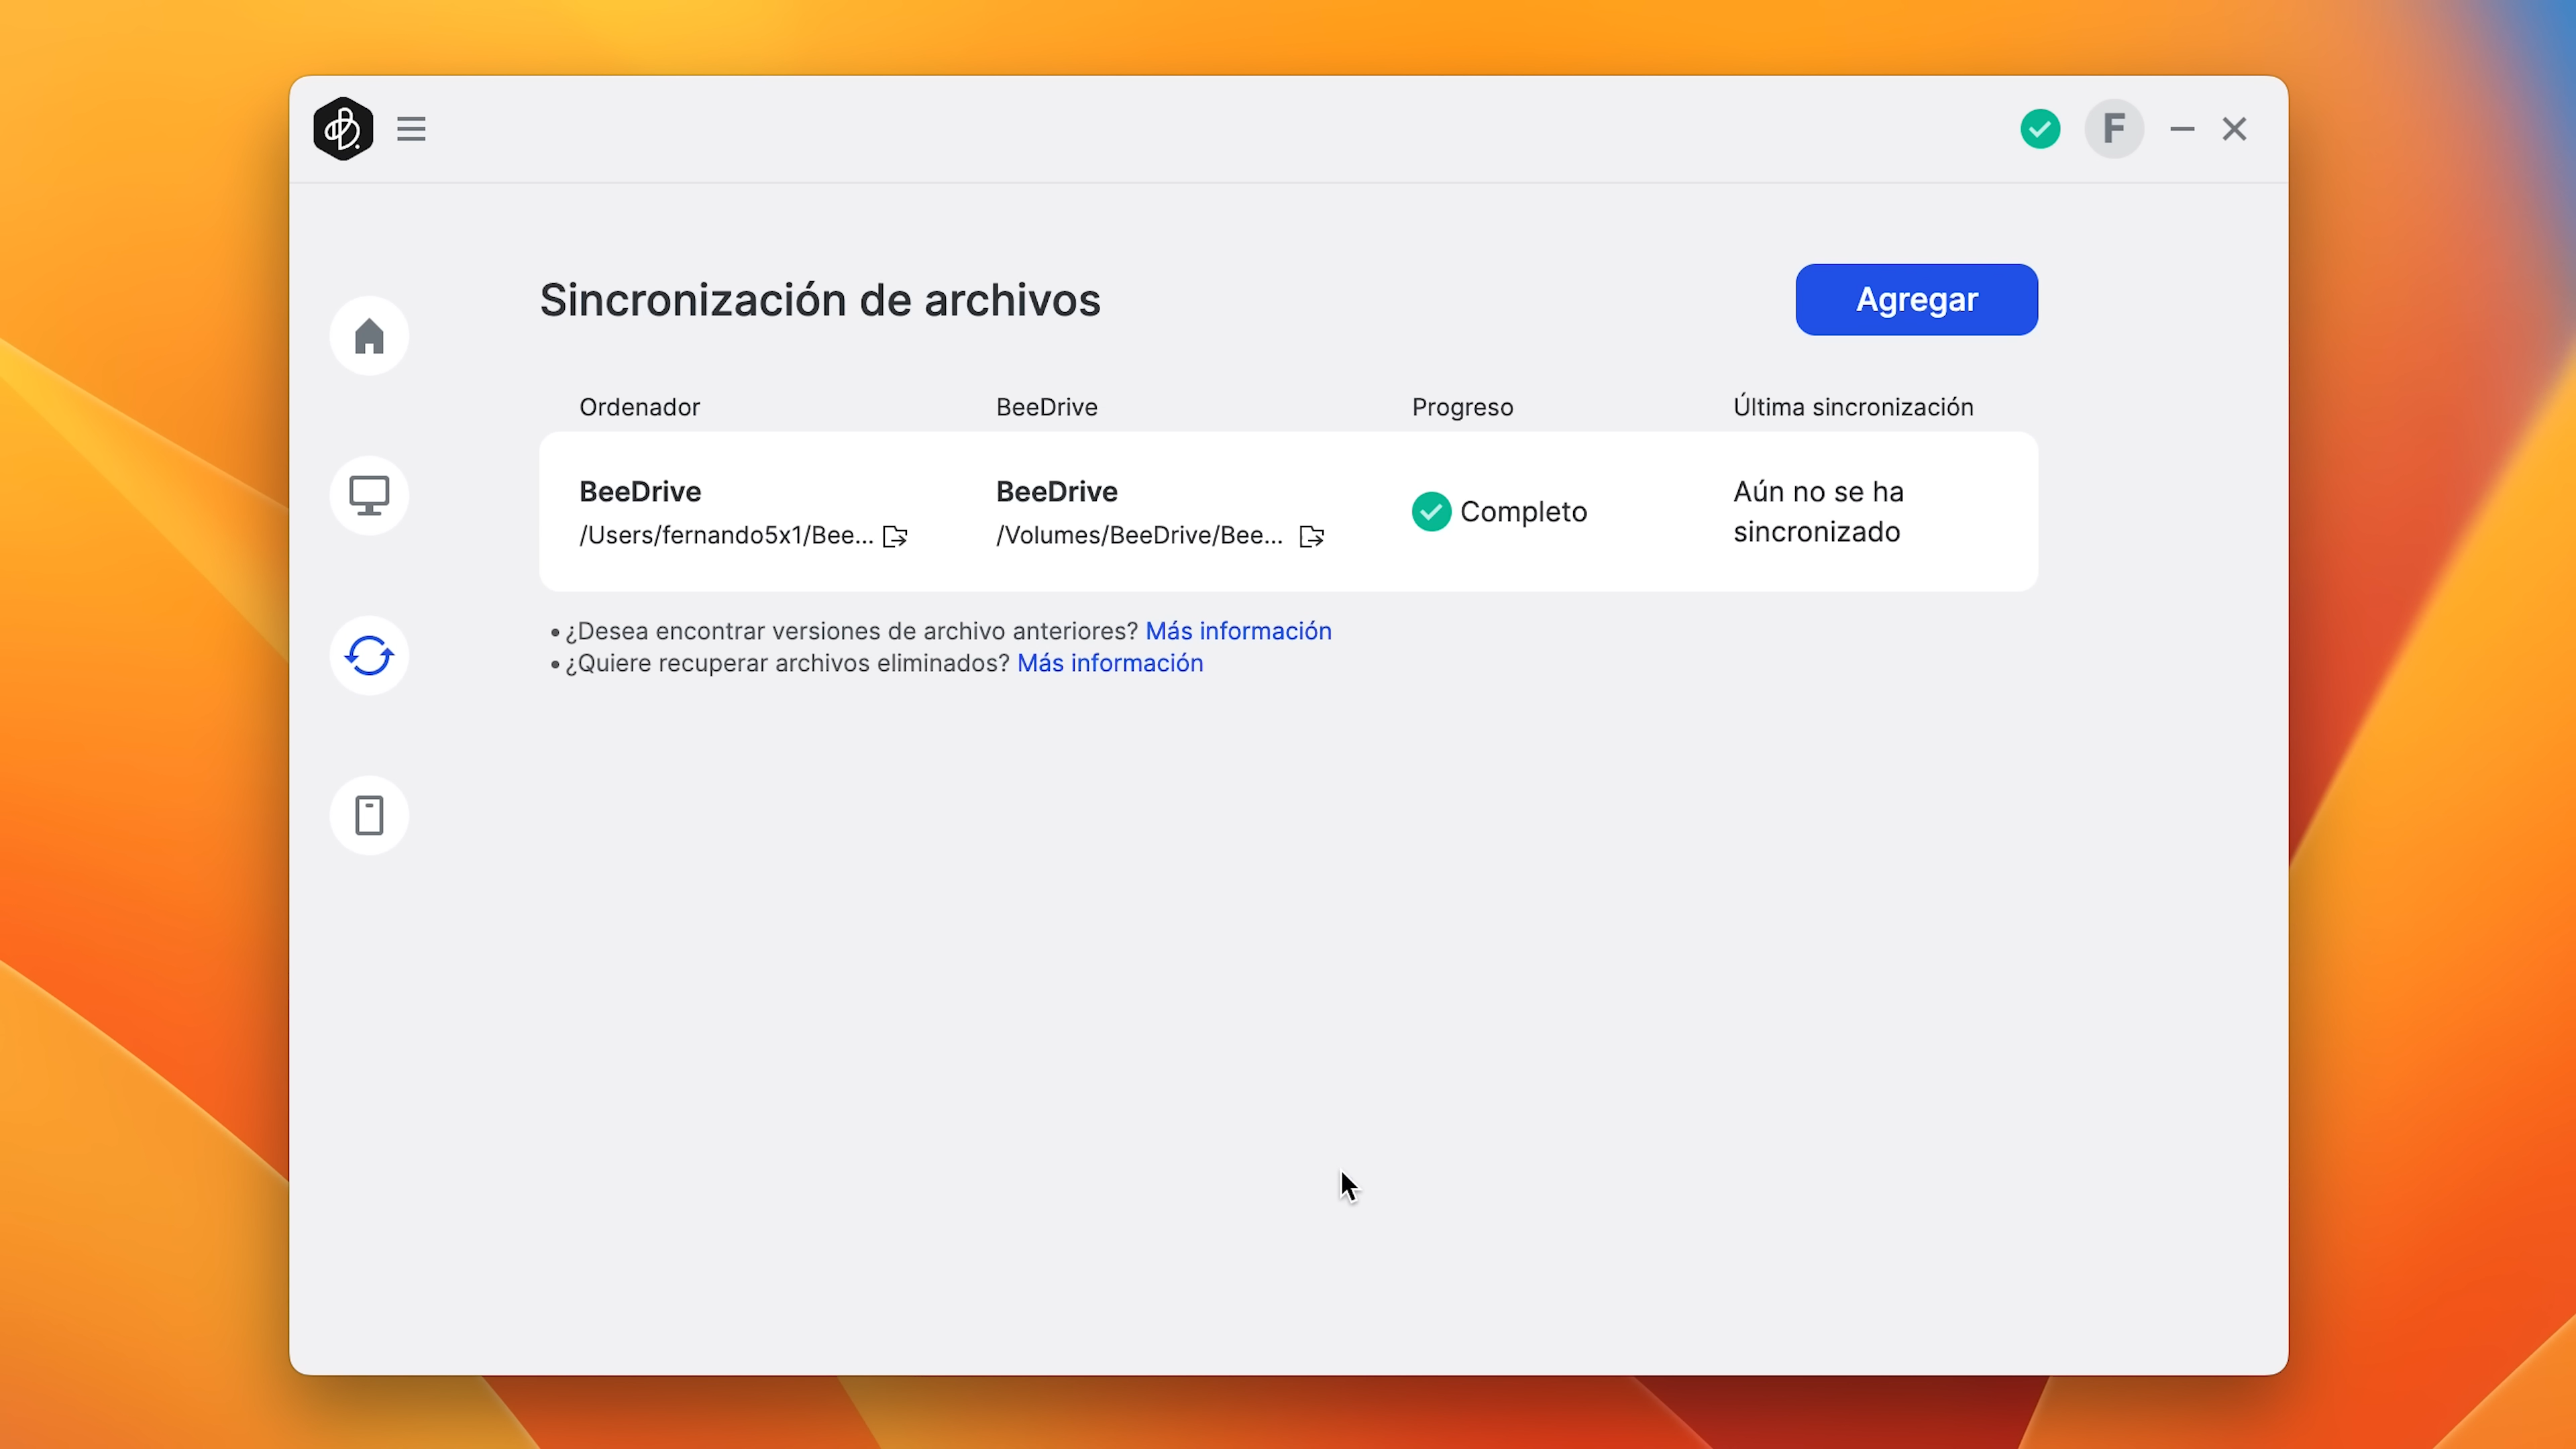 F
Sincronización de archivos
Agregar
Ordenador BeeDrive Progreso Última sincronización
BeeDrive BeeDrive Completo Aún no se ha
/Users/fernando5x1/Bee... /Volumes/BeeDrive/Bee... sincronizado
• ¿Desea encontrar versiones de archivo anteriores? Más información
• ¿Quiere recuperar archivos eliminados? Más información